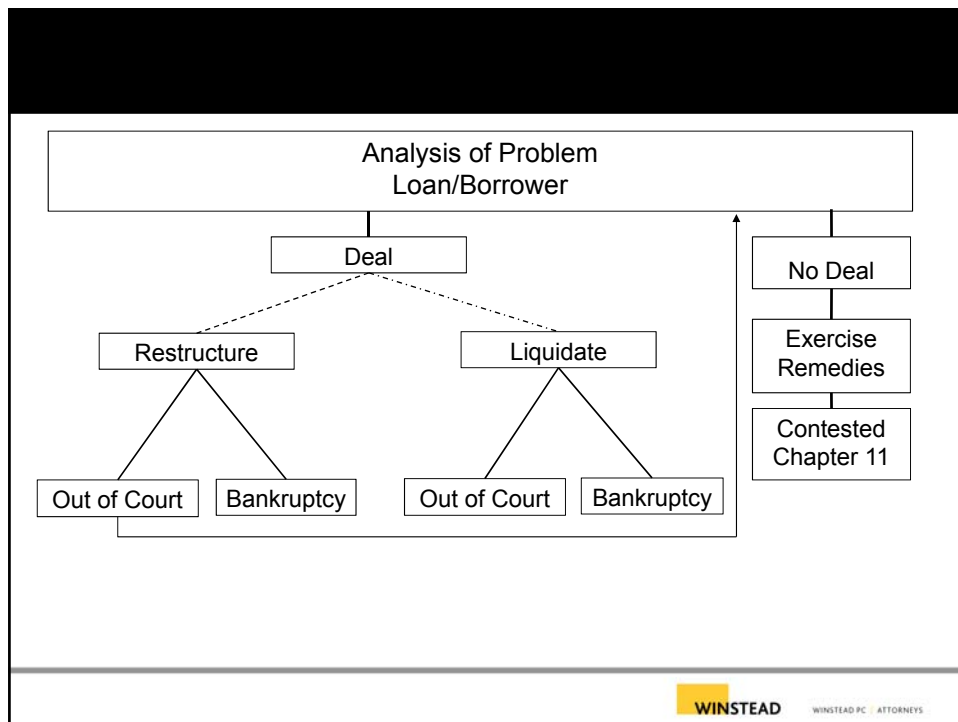 Analysis of Problem
Loan/Borrower
Deal
No Deal
Restructure
Liquidate
Exercise
Remedies
Contested
Chapter 11
Out of Court
Bankruptcy
Out of Court
Bankruptcy
WINSTEAD
WINSTEAD PC | ATTORNEYS